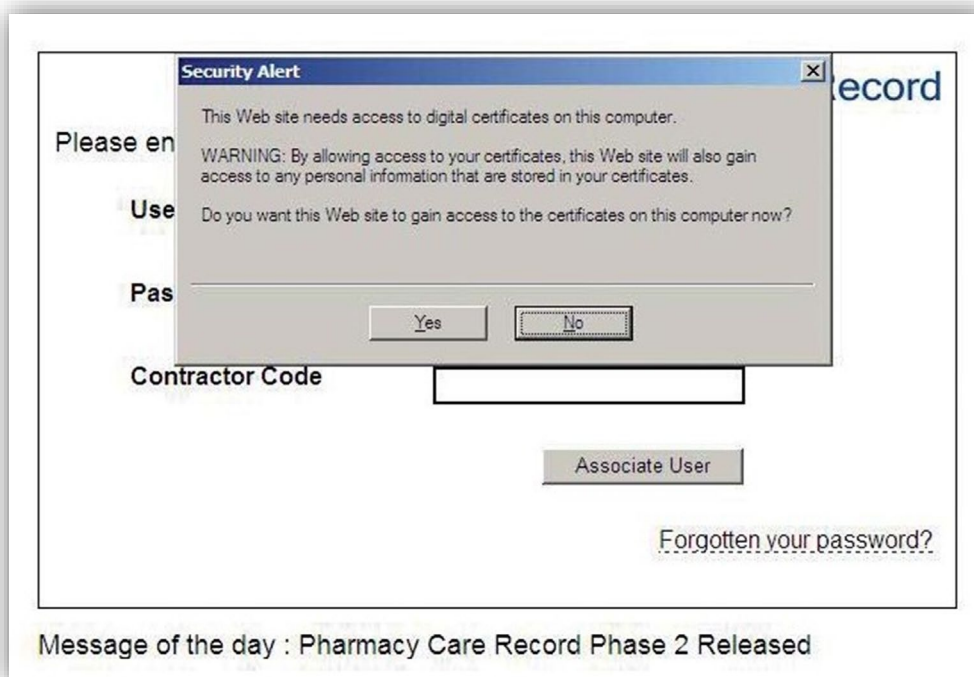 Security Alert
ecord
This Web site needs access to digital certificates on this computer.
Please en
WARNING: By allowing access to your certificates, this Web site will also gain
access to any personal information that are stored in your certificates.
Use
Do you want this Web site to gain access to the certificates on this computer now?
Pas
Yes
No
Contractor Code
Associate User
Forgotten your password?
Message of the day : Pharmacy Care Record Phase 2 Released